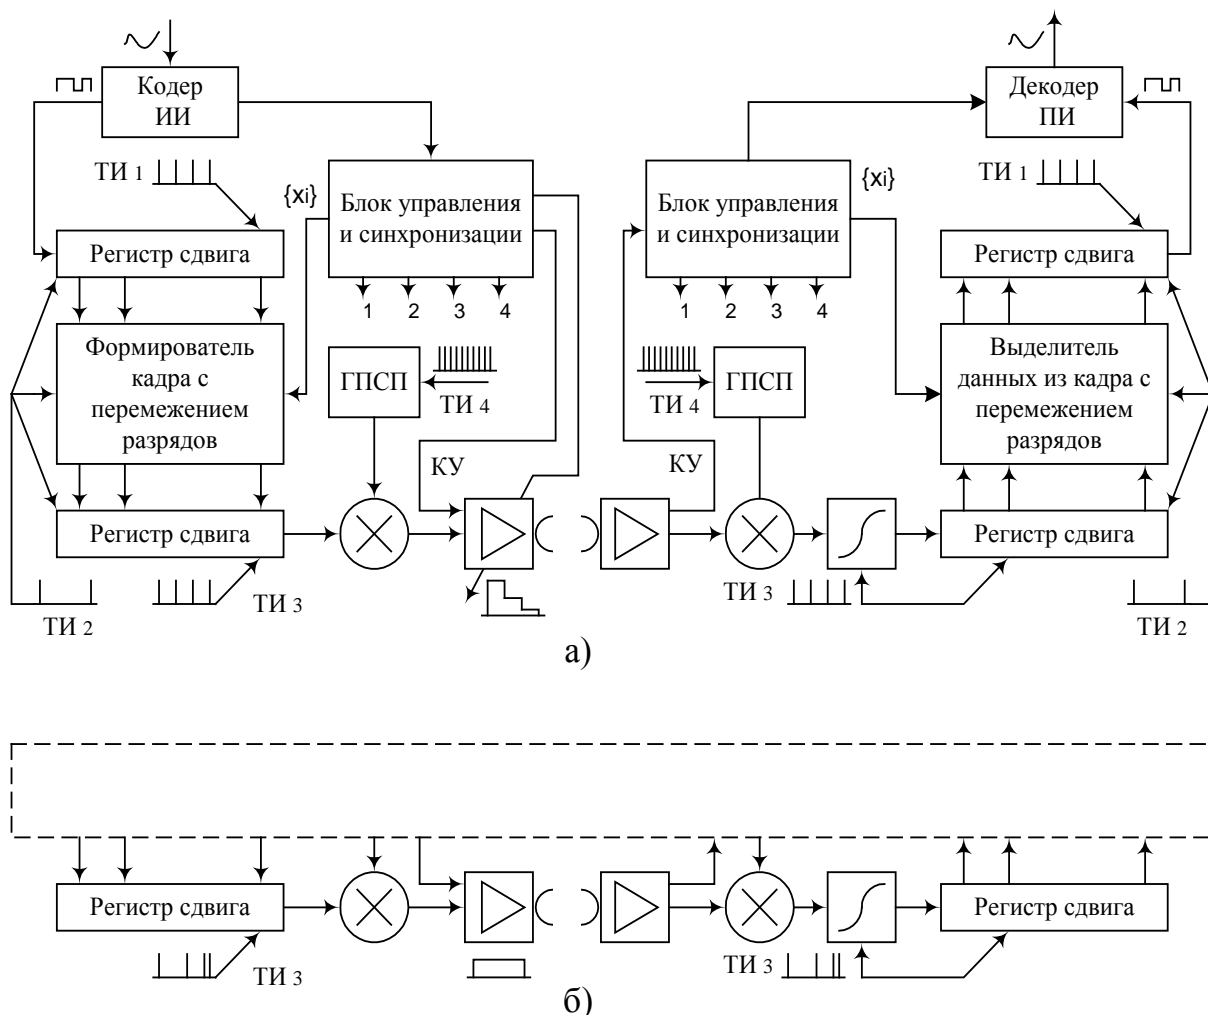 Кодер
ИИ
Декодер
ПИ
ТИ 1
{xi}
Блок управления
и синхронизации
Блок управления
и синхронизации
{xi}
ТИ 1
Регистр сдвига
Регистр сдвига
1 2 3 4
1 2 3 4
Формирователь
кадра с
перемежением
разрядов
ГПСП
ТИ 4
ТИ 4
ГПСП
Выделитель
данных из кадра с
перемежением
разрядов
КУ
КУ
Регистр сдвига
Регистр сдвига
ТИ 2
ТИ 3
ТИ 3
ТИ 2
а)
Регистр сдвига
Регистр сдвига
ТИ 3
ТИ 3
б)